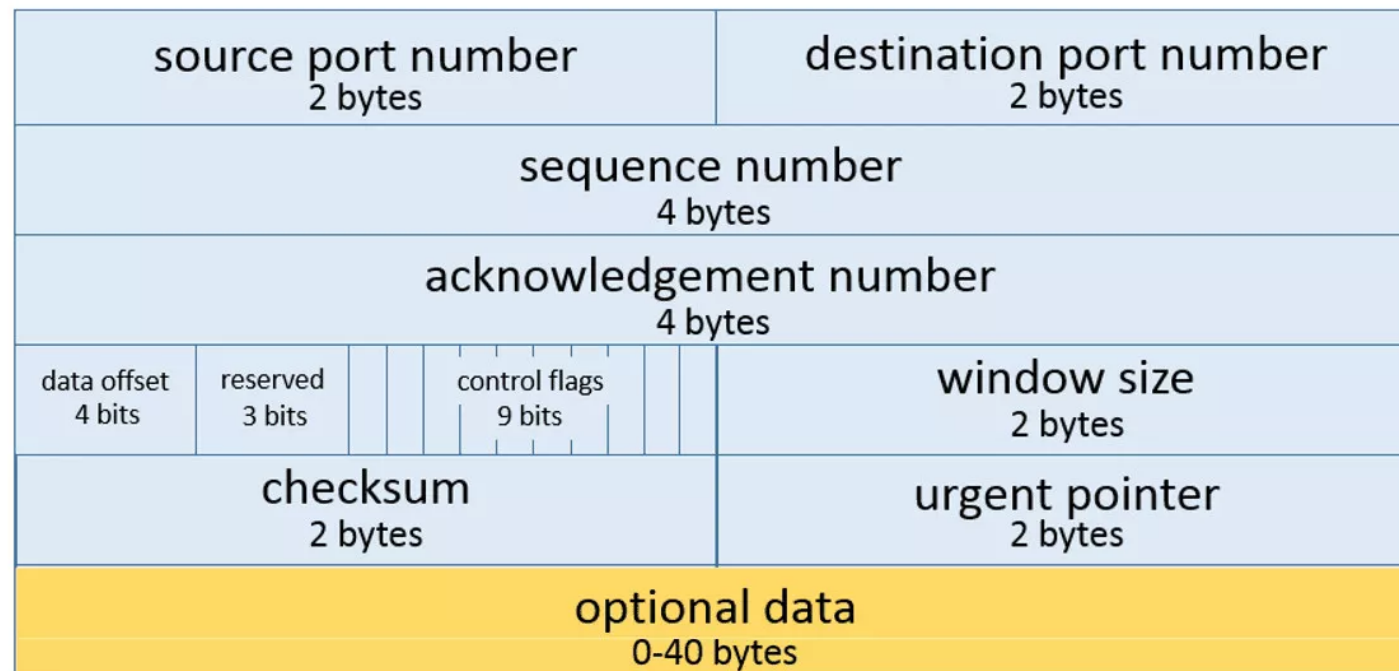 source port number
2 bytes
destination port number
2 bytes
sequence number
4 bytes
acknowledgement number
4 bytes
data offset
4 bits
reserved
3 bits
control flags
9 bits
window size
2 bytes
checksum
2 bytes
urgent pointer
2 bytes
optional data
0-40 bytes